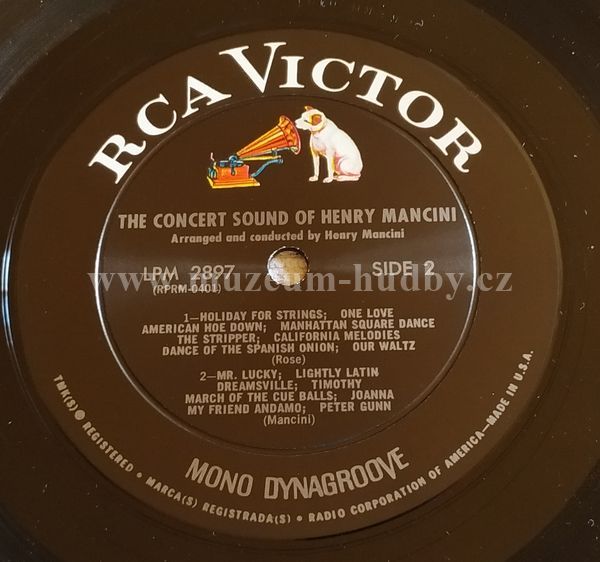 RCA VICTOR
THE CONCERT SOUND OF HENRY MANCINI
Arranged and conducted by Henry Mancini
LPM 2897
(RPRM-0401)
SIDE 2
www.muzeum-hudby.cz
1—HOLIDAY FOR STRINGS; ONE LOVE
AMERICAN HOE DOWN; MANHATTAN SQUARE DANCE
THE STRIPPER; CALIFORNIA MELODIES
DANCE OF THE SPANISH ONION; OUR WALTZ
(Rose)
2—MR. LUCKY; LIGHTLY LATIN
DREAMSVILLE; TIMOTHY
MARCH OF THE CUE BALLS; JOANNA
MY FRIEND ANDAMO; PETER GUNN
(Mancini)
MONO DYNAGROOVE
TMK(S) ® REGISTERED • MARCA(S) REGISTRADA(S) • RADIO CORPORATION OF AMERICA—MADE IN U.S.A.